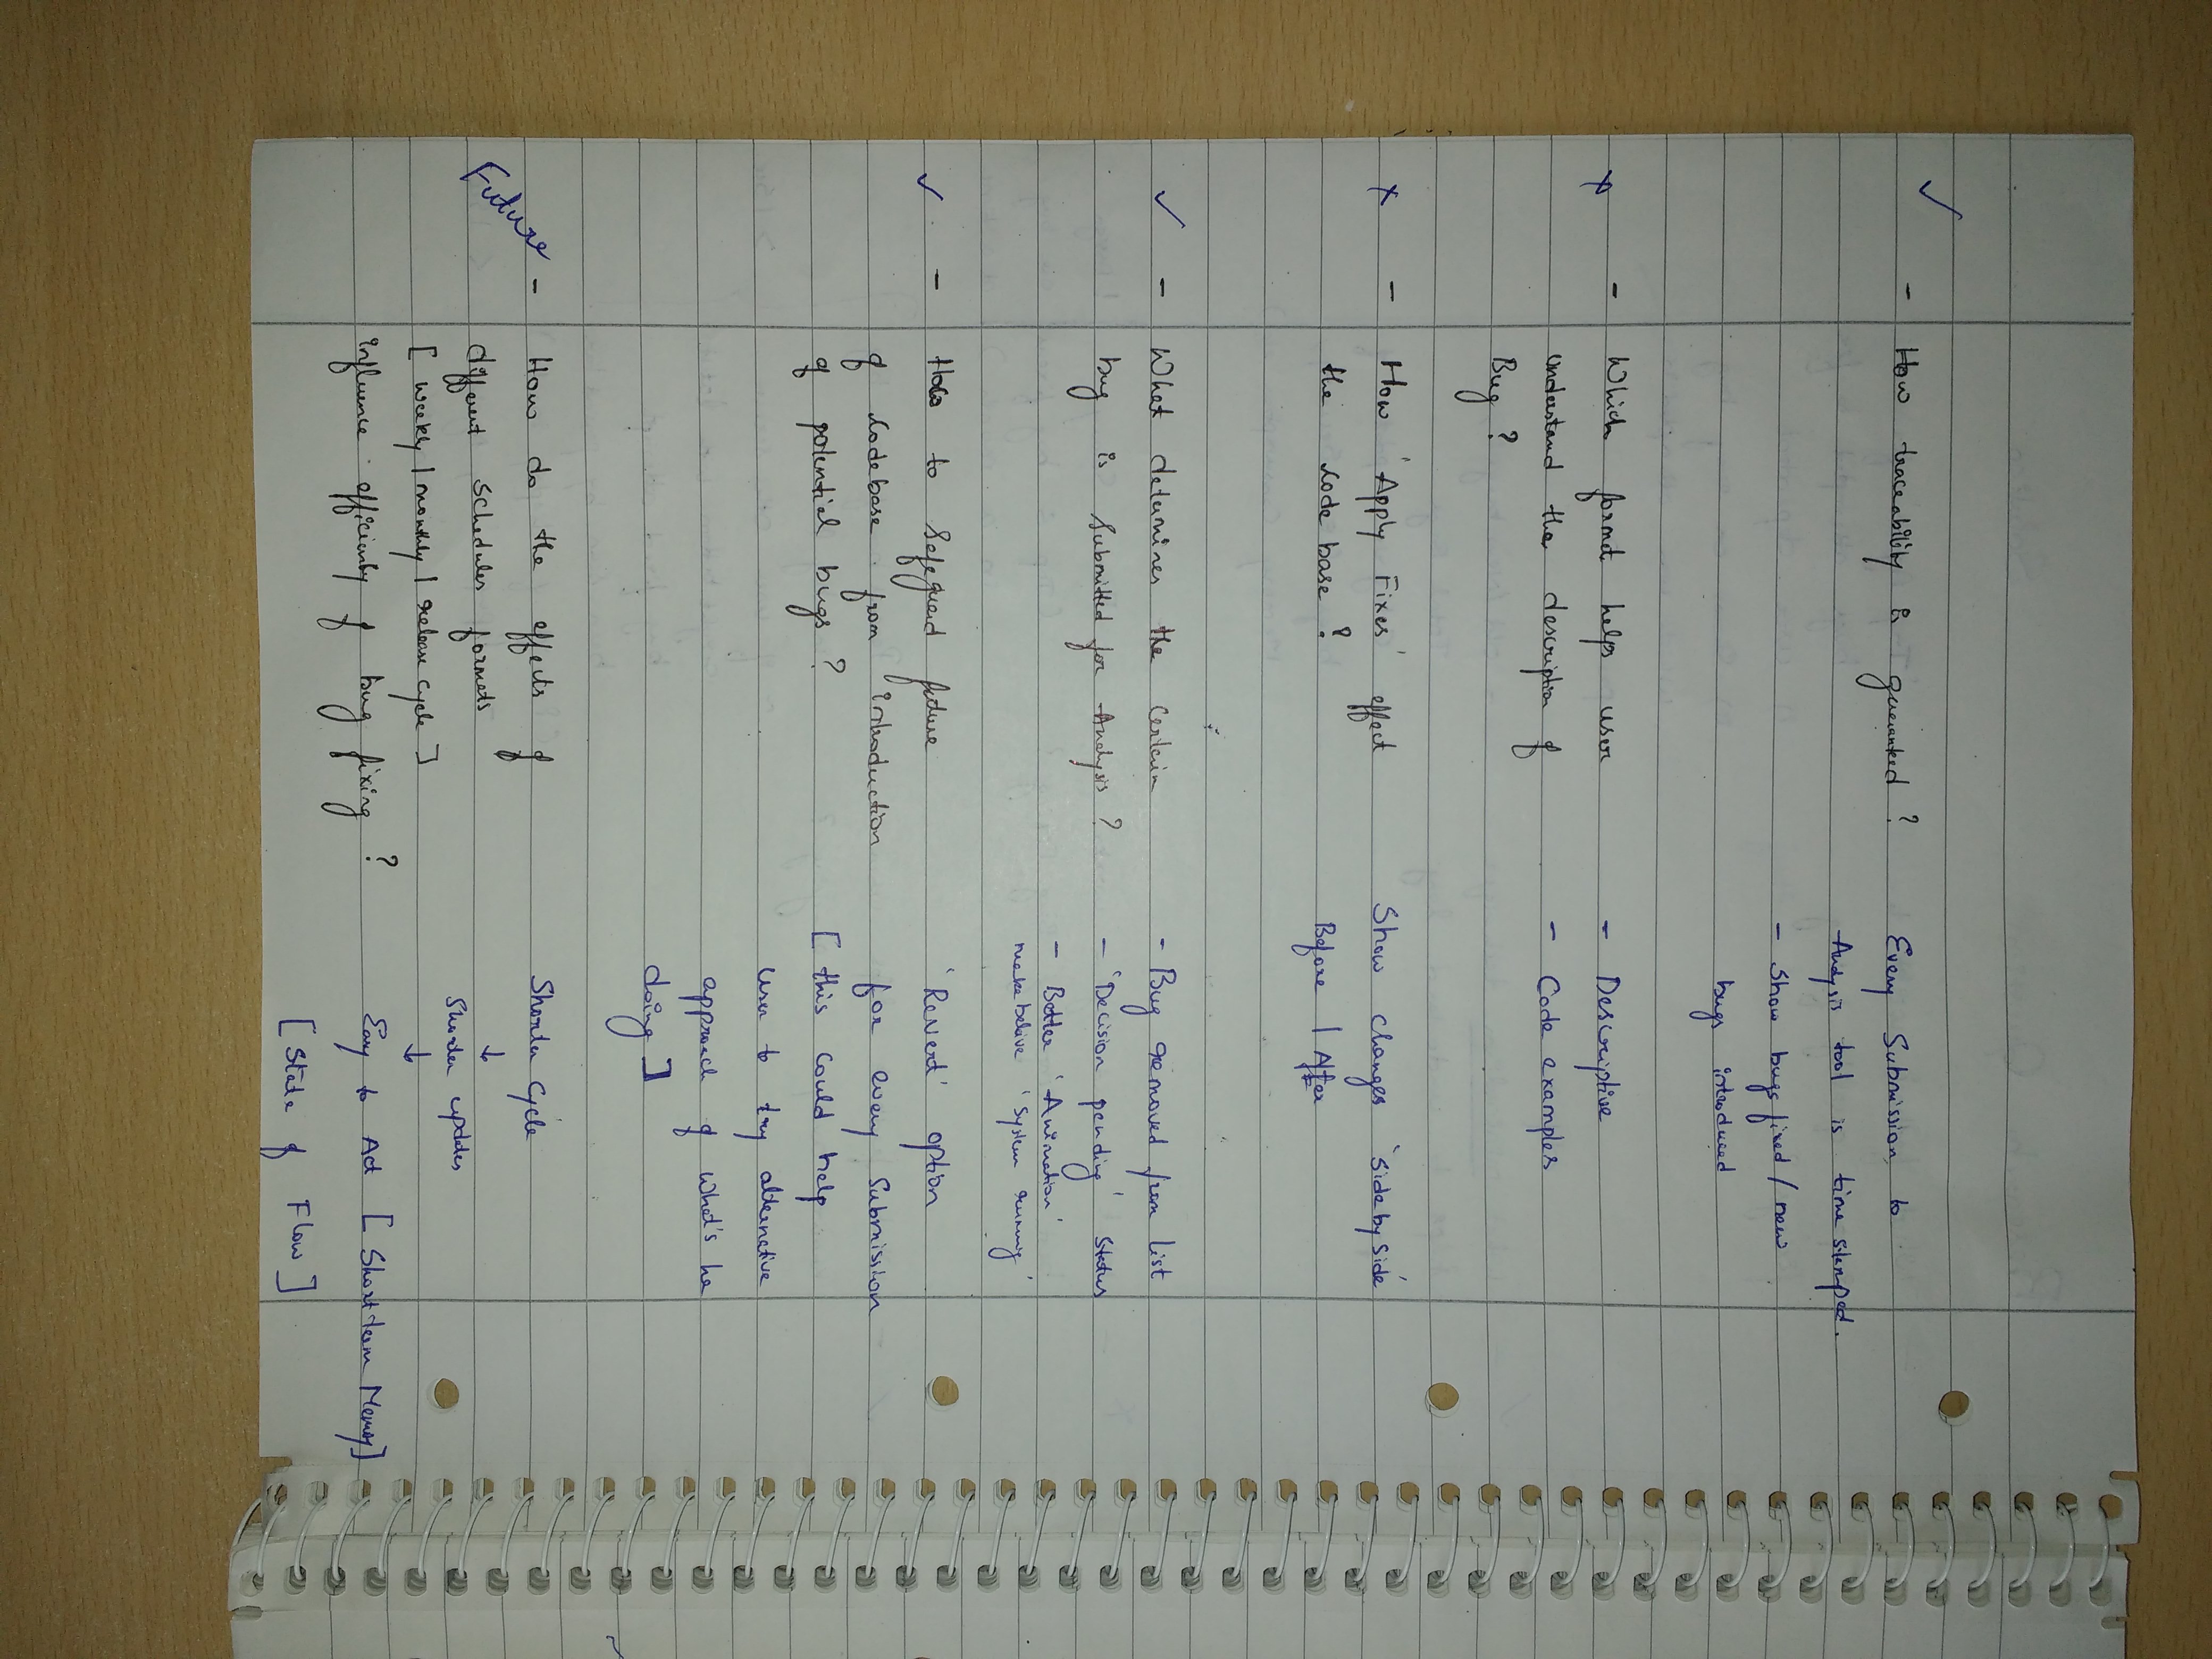 ✓ - How traceability is guranted ? Every Submission to
Analysis tool is time stamped.
- Show bugs fixed / new
bugs introduced
x - Which format helps user - Descriptive
understand the description of - Code examples
Bug ?
x - How 'Apply Fixes' effect Show changes 'side by side'
the code base ? Before | After
✓ - What determines the certain - Bug removed from list
bug is Submitted for Analysis ? - 'Decision pending' status
- Better 'Animation'
make belive 'System running'
✓ - How to Safeguard future 'Revert' option
of codebase from introduction for every submission
of potential bugs ? [ this could help
user to try alternative
approach of what's he
doing ]
Future - How do the effects of Shorter Cycle
different schedules formats ↓
[ weekly | monthly | release cycle ] Shorter updates
↓
influence efficiently of bug fixing ? Easy to Act [ Short term Memory ]
[ State of Flow ]